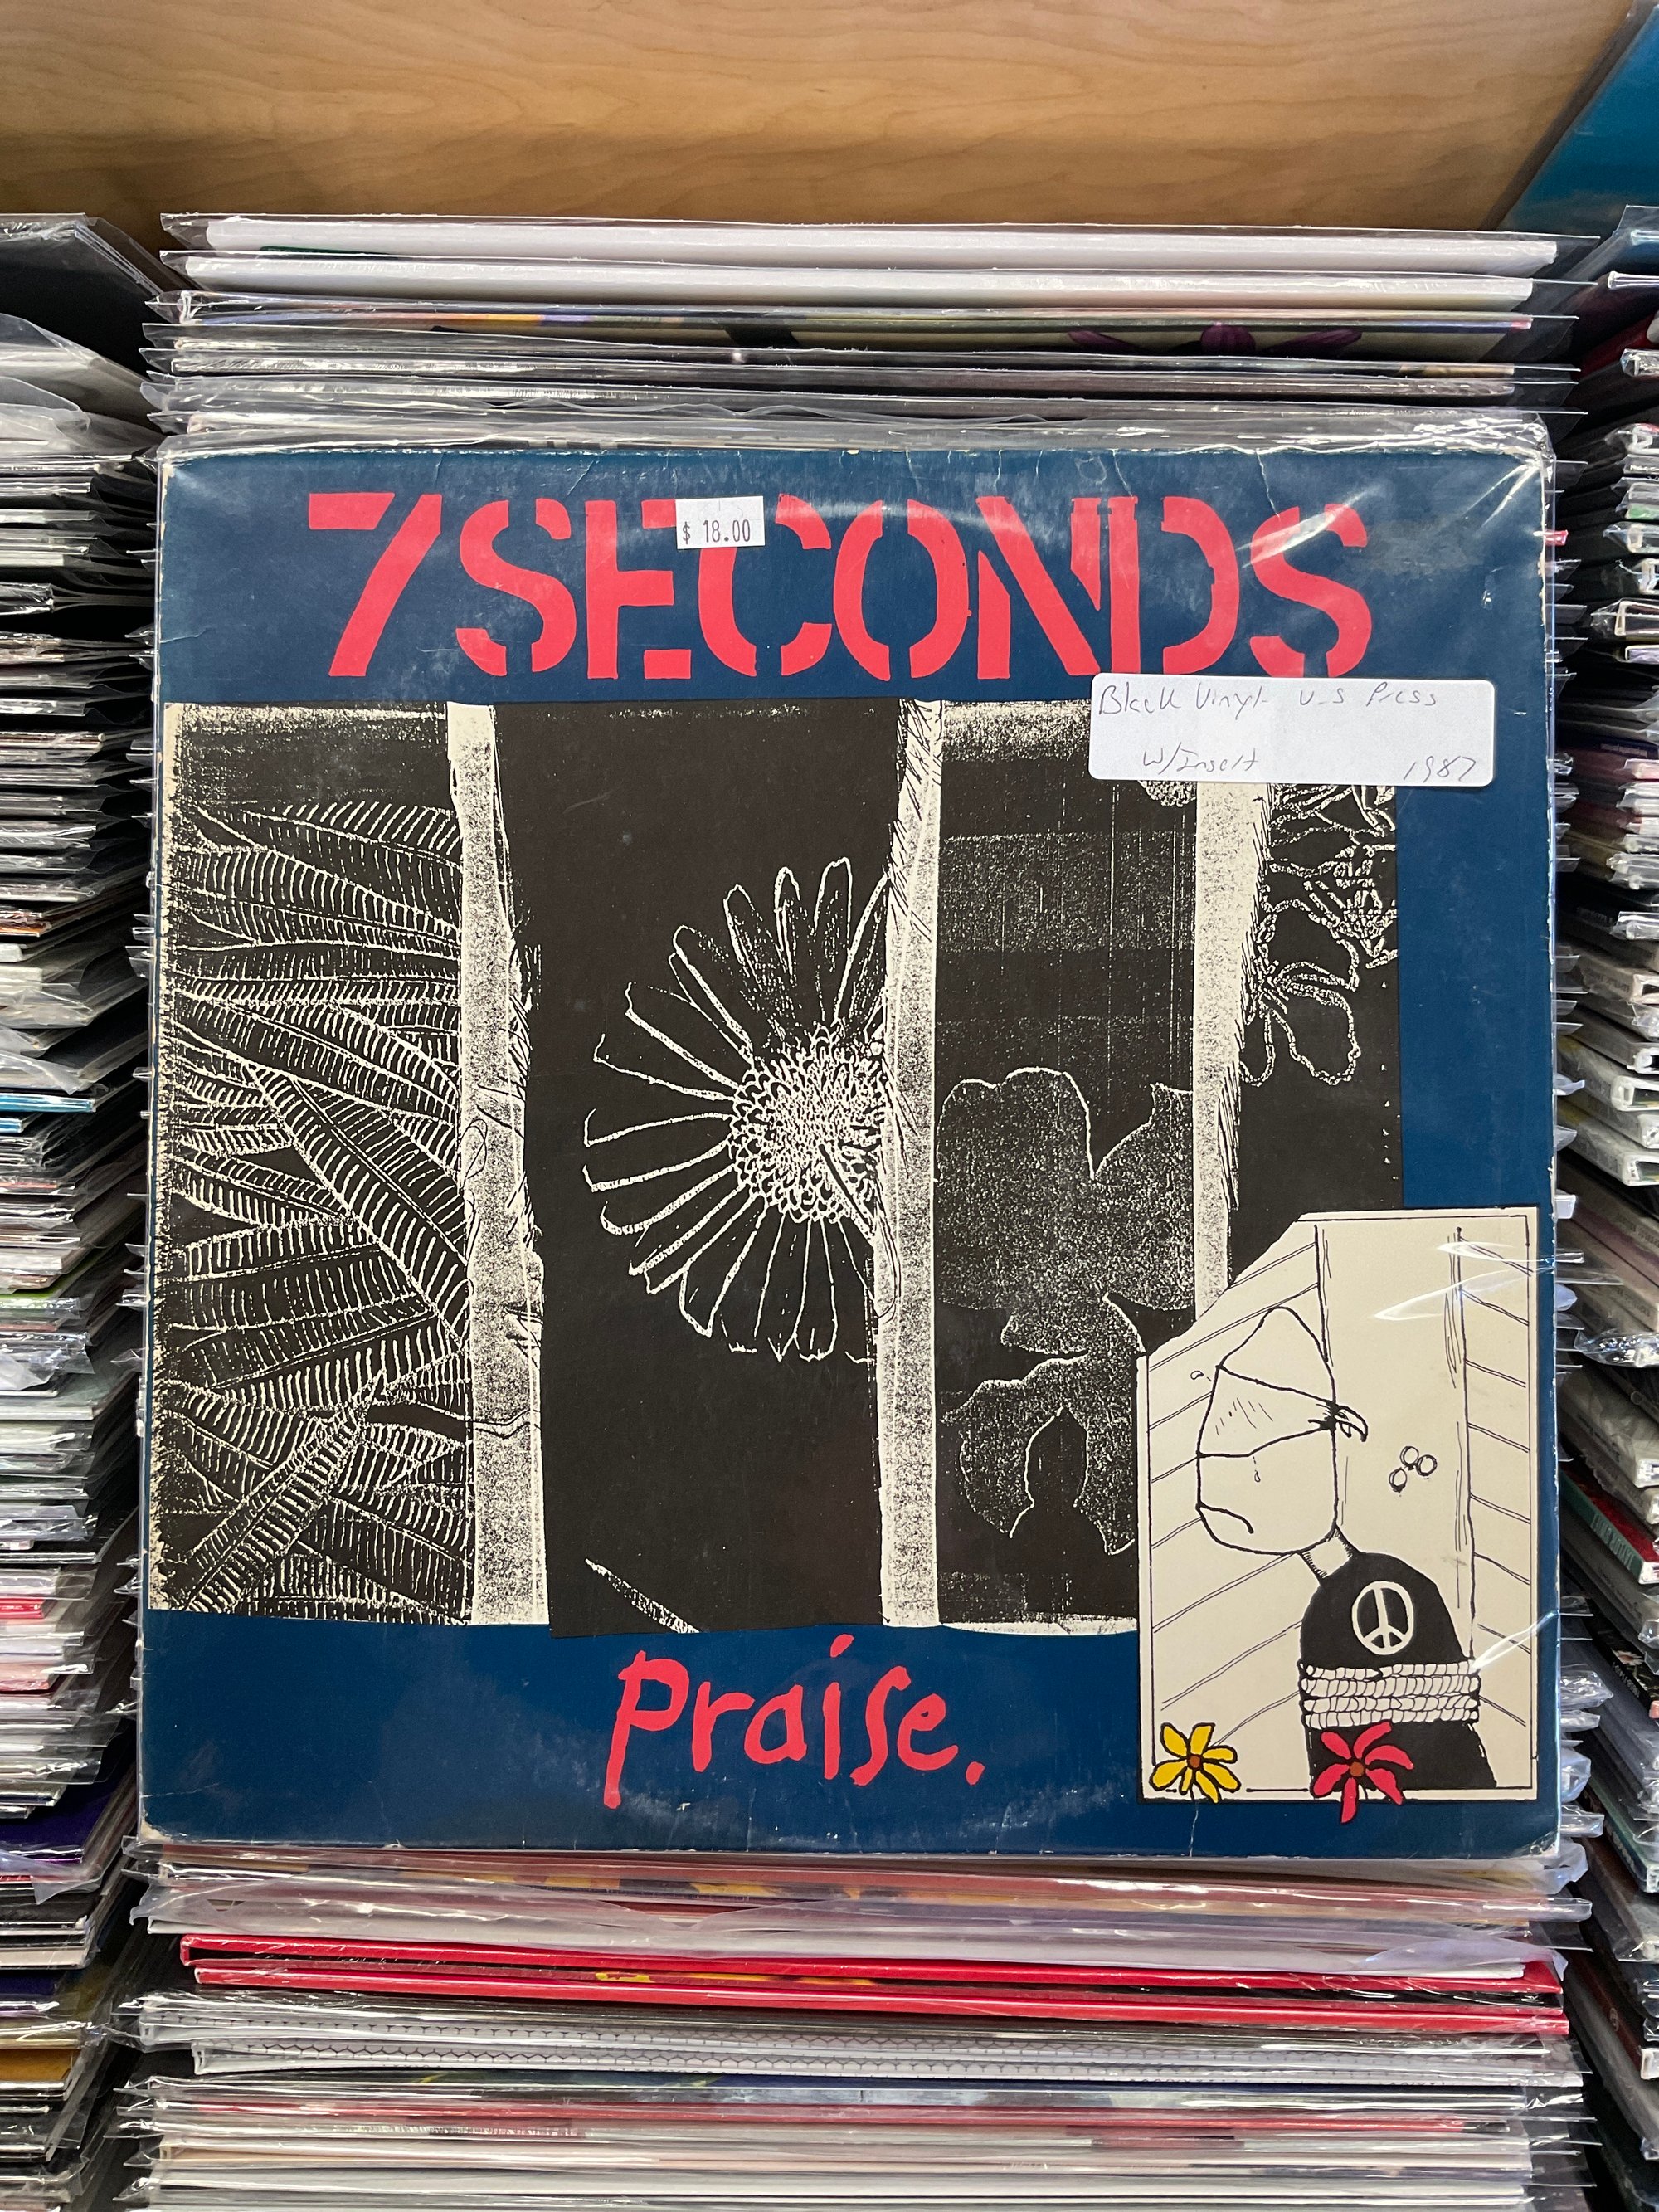 7SECONDS
$ 18.00
Black Vinyl- U-S Press
W/Insert 1987
Praise.